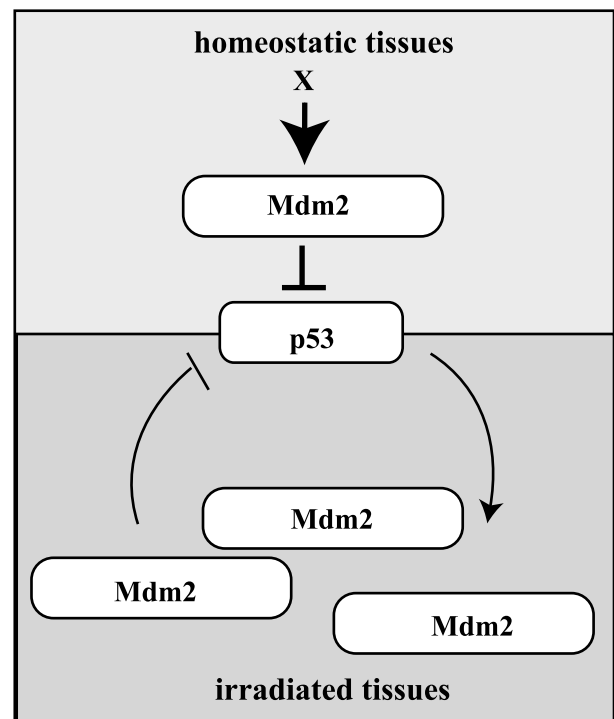 homeostatic tissues
X
Mdm2
p53
Mdm2
Mdm2
Mdm2
irradiated tissues